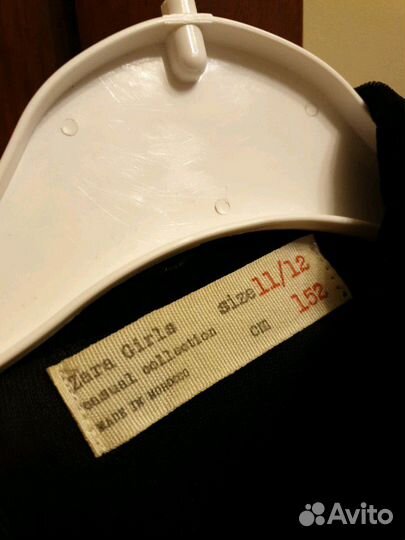 Zara Girls size 11/12
casual collection CM 152
MADE IN MOROCCO
Avito